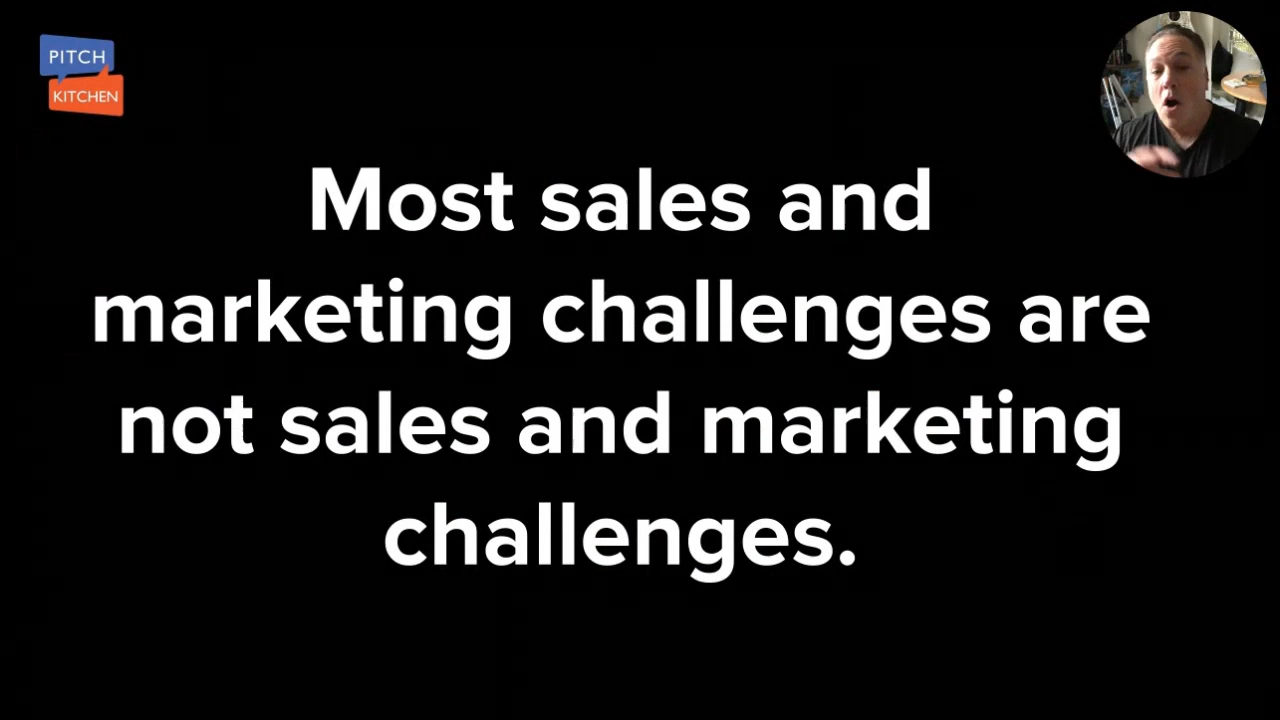 PITCH
KITCHEN
Most sales and
marketing challenges are
not sales and marketing
challenges.